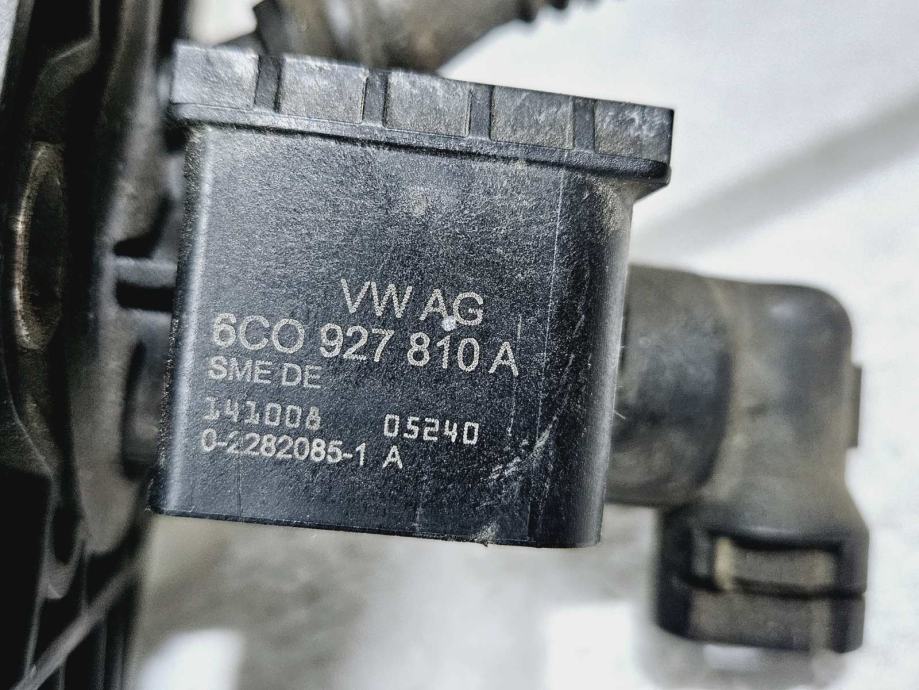 VW AG
6C0 927 810 A
SME DE
141008 05240
0-2282085-1 A